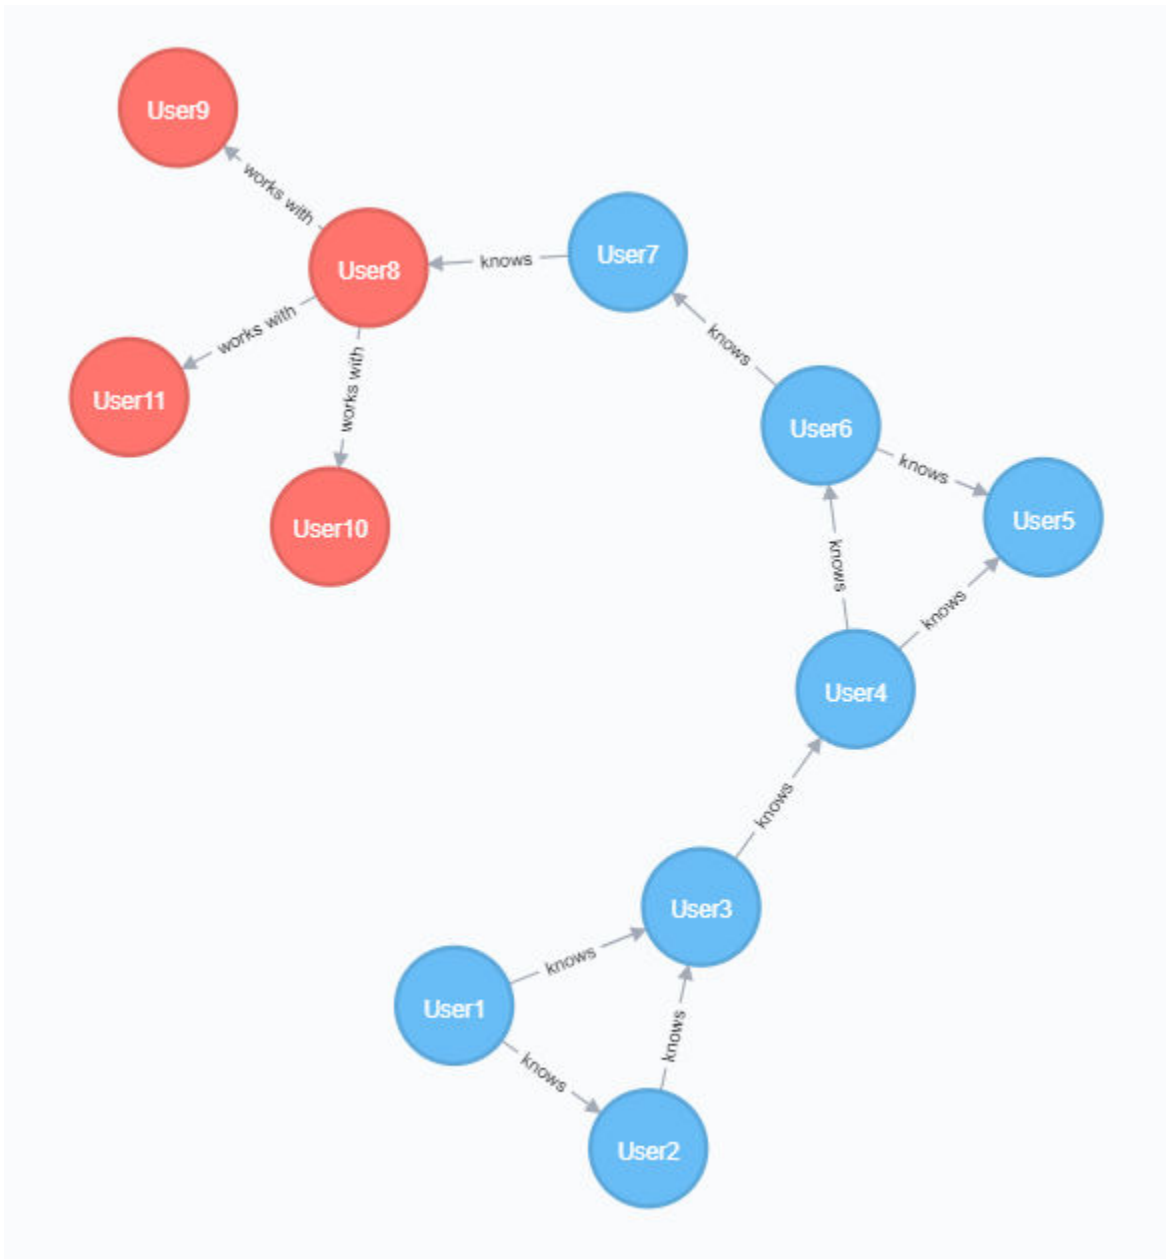 User9
works with
User7
User8
knows
works with
knows
works with
User11
User6
knows
User10
User5
knows
knows
User4
knows
User3
knows
User1
knows
knows
User2